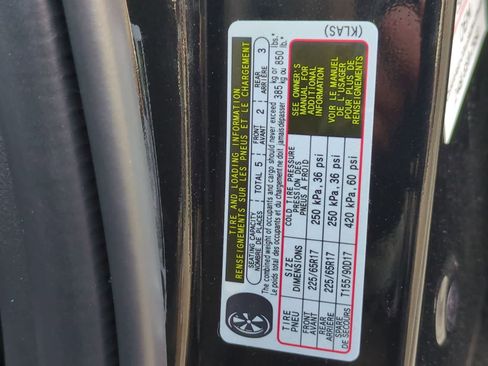 TIRE AND LOADING INFORMATION
RENSEIGNEMENTS SUR LES PNEUS ET LE CHARGEMENT
SEATING CAPACITY TOTAL 5 FRONT 2 REAR 3
NOMBRE DE PLACES AVANT ARRIÈRE
The combined weight of occupants and cargo should never exceed 385 kg or 850 lbs.
Le poids total des occupants et du chargement ne doit jamais dépasser 385 kg ou 850 lb.
TIRE SIZE COLD TIRE PRESSURE
PNEU DIMENSIONS PRESSION DES
PNEUS À FROID
FRONT
AVANT 225/65R17 250 kPa, 36 psi
REAR
ARRIÈRE 225/65R17 250 kPa, 36 psi
SPARE
DE SECOURS T155/90D17 420 kPa, 60 psi
SEE OWNER'S
MANUAL FOR
ADDITIONAL
INFORMATION
VOIR LE MANUEL
DE L'USAGER
POUR PLUS DE
RENSEIGNEMENTS
(KLAS)